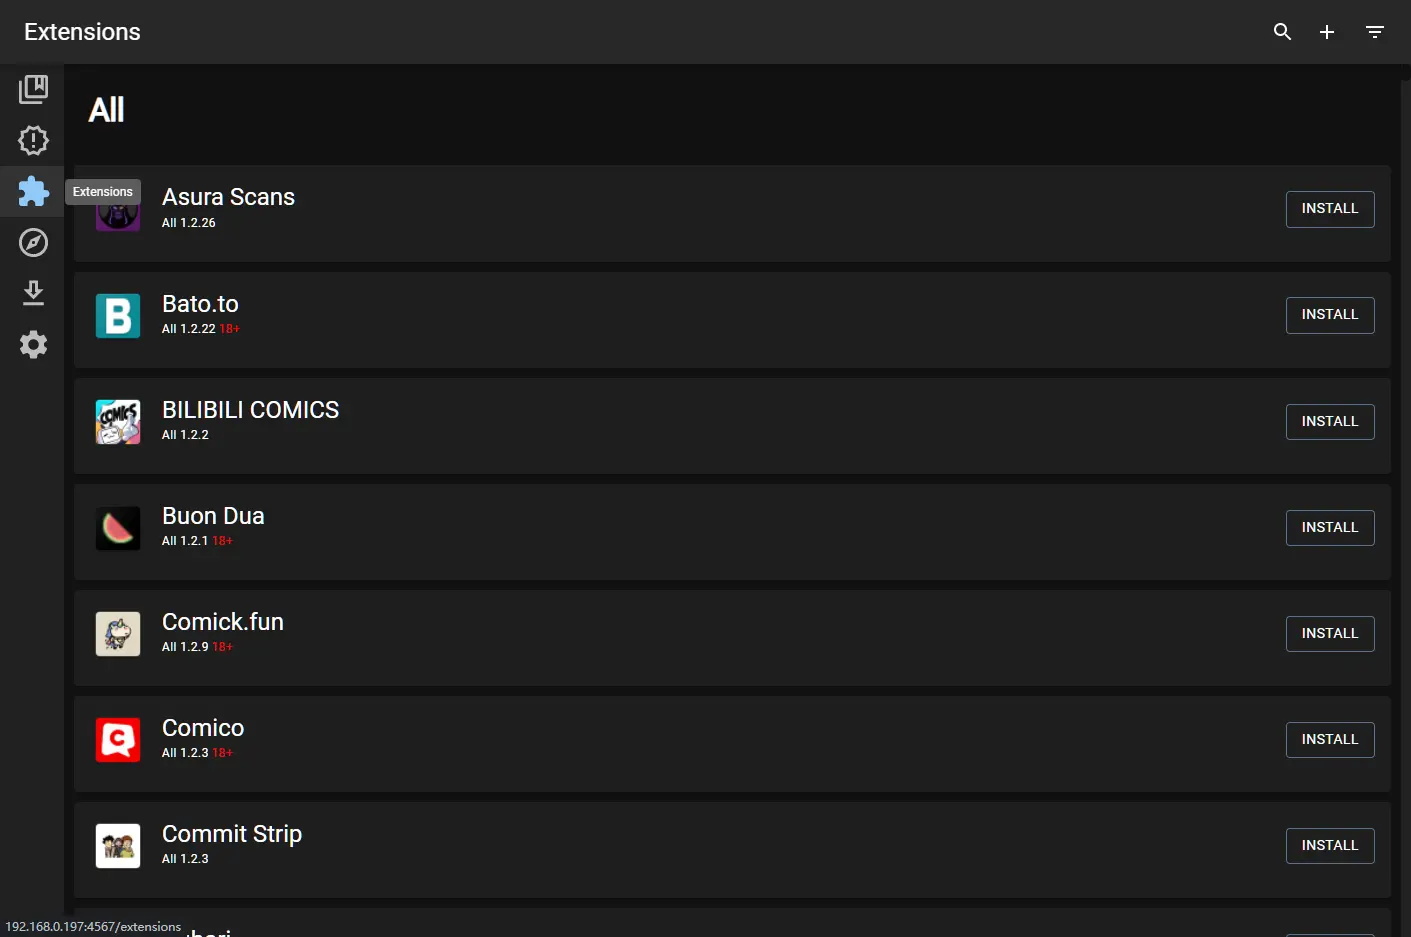 Extensions
All
Extensions
Asura Scans
All 1.2.26
INSTALL
B
Bato.to
All 1.2.22 18+
INSTALL
COMICS
BILIBILI COMICS
All 1.2.2
INSTALL
Buon Dua
All 1.2.1 18+
INSTALL
Comick.fun
All 1.2.9 18+
INSTALL
C
Comico
All 1.2.3 18+
INSTALL
Commit Strip
All 1.2.3
INSTALL
192.168.0.197:4567/extensions